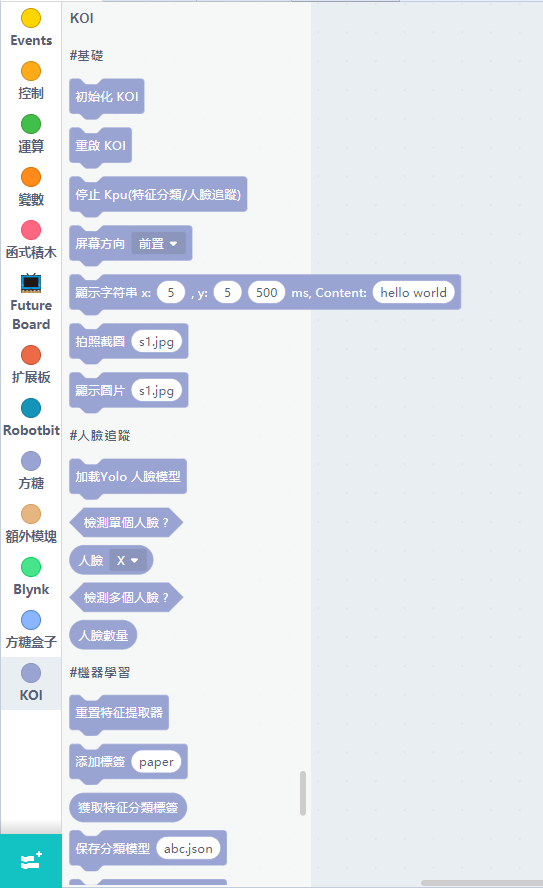 Events
控制
運算
變數
函式積木
Future
Board
扩展板
Robotbit
方糖
額外模塊
Blynk
方糖盒子
KOI
KOI
#基礎
初始化 KOI
重啟 KOI
停止 Kpu(特征分類/人臉追蹤)
屏幕方向 前置
顯示字符串 x: 5 , y: 5 500 ms, Content: hello world
拍照截圖 s1.jpg
顯示圖片 s1.jpg
#人臉追蹤
加載Yolo 人臉模型
檢測單個人臉 ?
人臉 X
檢測多個人臉 ?
人臉數量
#機器學習
重置特征提取器
添加標簽 paper
獲取特征分類標簽
保存分類模型 abc.json